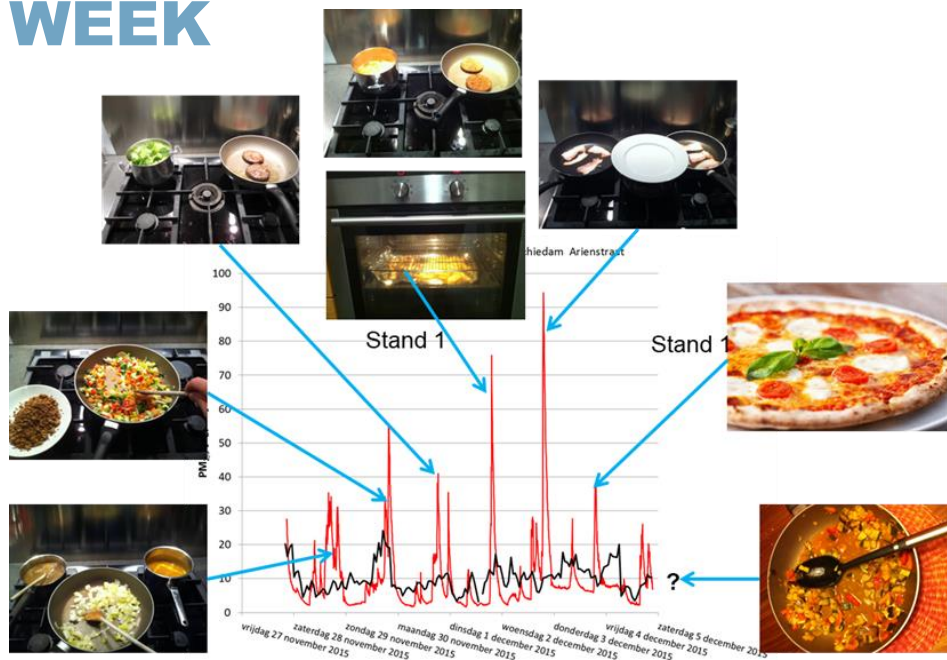 WEEK
chiedam Arienstraat
100
90
80
70
60
50
40
30
20
10
0
PM
Stand 1
Stand 1
?
vrijdag 27 november 2015
zaterdag 28 november 2015
zondag 29 november 2015
maandag 30 november 2015
dinsdag 1 december 2015
woensdag 2 december 2015
donderdag 3 december 2015
vrijdag 4 december 2015
zaterdag 5 december 2015